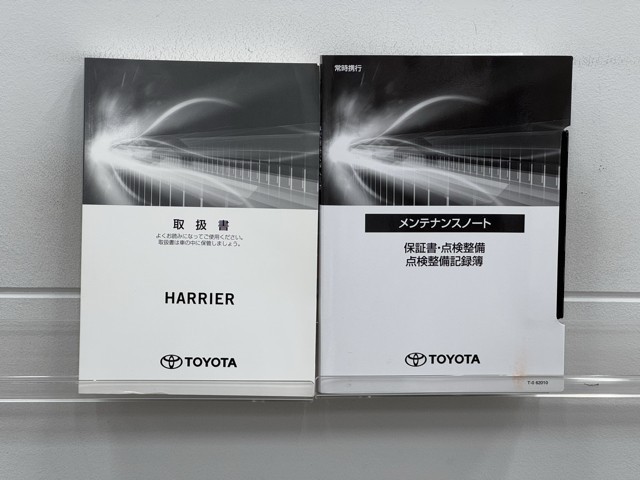 取扱書
よくお読みになってご使用ください。
取扱書は車の中に保管しましょう。
HARRIER
TOYOTA
常時携行
メンテナンスノート
保証書・点検整備
点検整備記録簿
TOYOTA